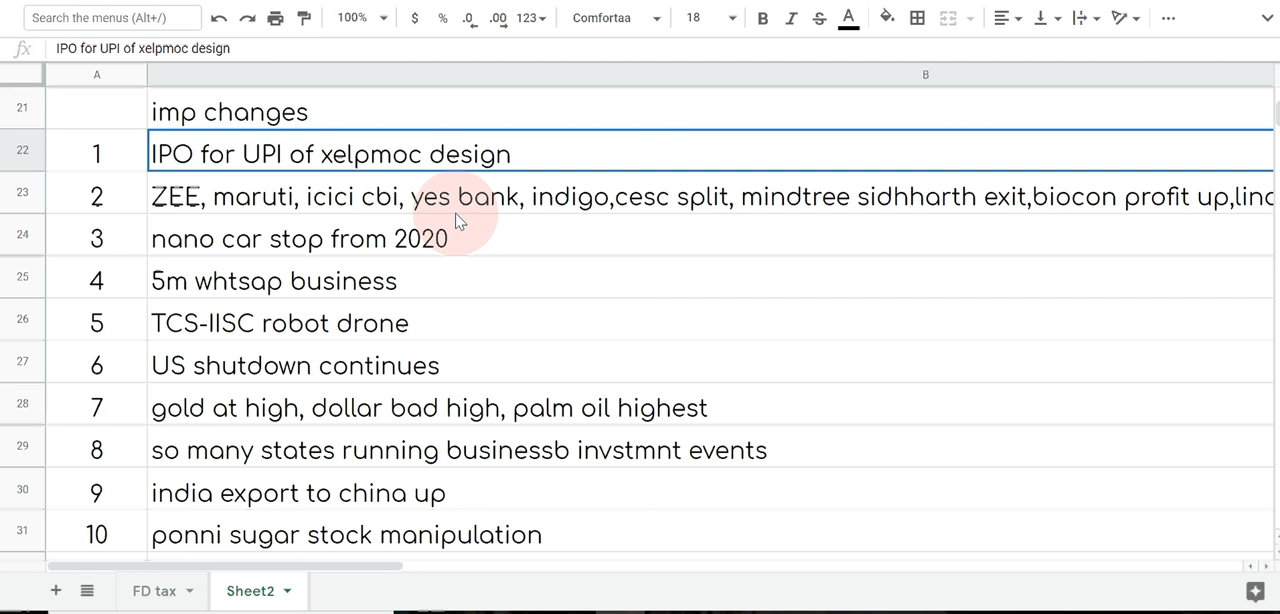 Search the menus (Alt+/) 100% $ % .0 .00 123 Comfortaa 18 B I S A
fx IPO for UPI of xelpmoc design
A B
21 imp changes
22 1 IPO for UPI of xelpmoc design
23 2 ZEE, maruti, icici cbi, yes bank, indigo,cesc split, mindtree sidhharth exit,biocon profit up,
24 3 nano car stop from 2020
25 4 5m whtsap business
26 5 TCS-IISC robot drone
27 6 US shutdown continues
28 7 gold at high, dollar bad high, palm oil highest
29 8 so many states running businessb invstmnt events
30 9 india export to china up
31 10 ponni sugar stock manipulation
+ FD tax Sheet2